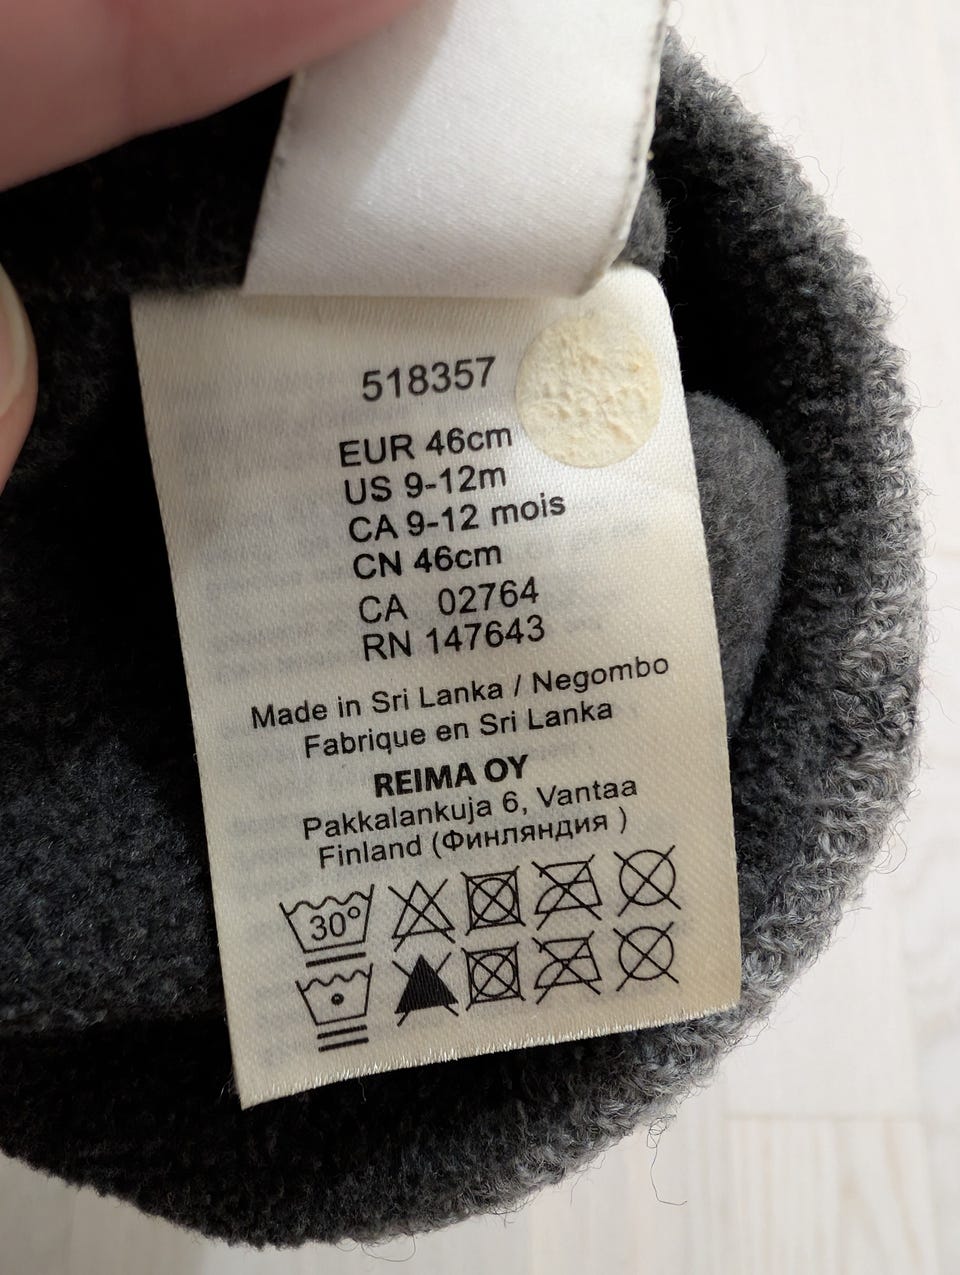 518357
EUR 46cm
US 9-12m
CA 9-12 mois
CN 46cm
CA 02764
RN 147643
Made in Sri Lanka / Negombo
Fabrique en Sri Lanka
REIMA OY
Pakkalankuja 6, Vantaa
Finland (Финляндия )
30°